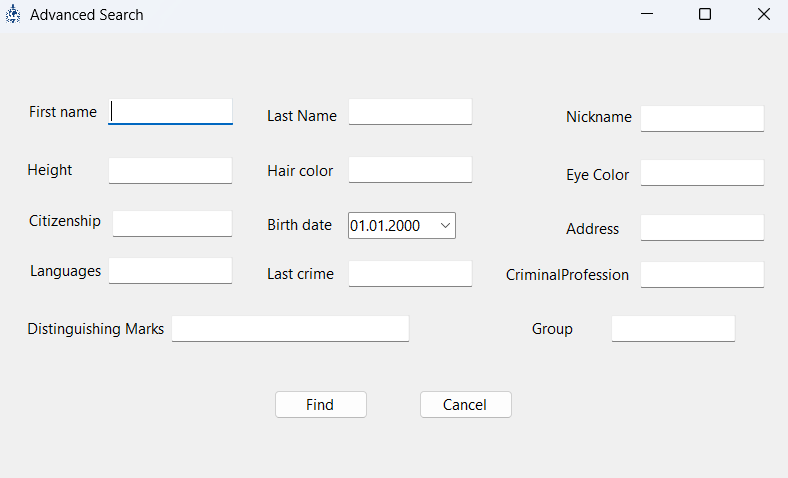 Advanced Search
First name Last Name Nickname
Height Hair color Eye Color
Citizenship Birth date 01.01.2000 Address
Languages Last crime CriminalProfession
Distinguishing Marks Group
Find Cancel